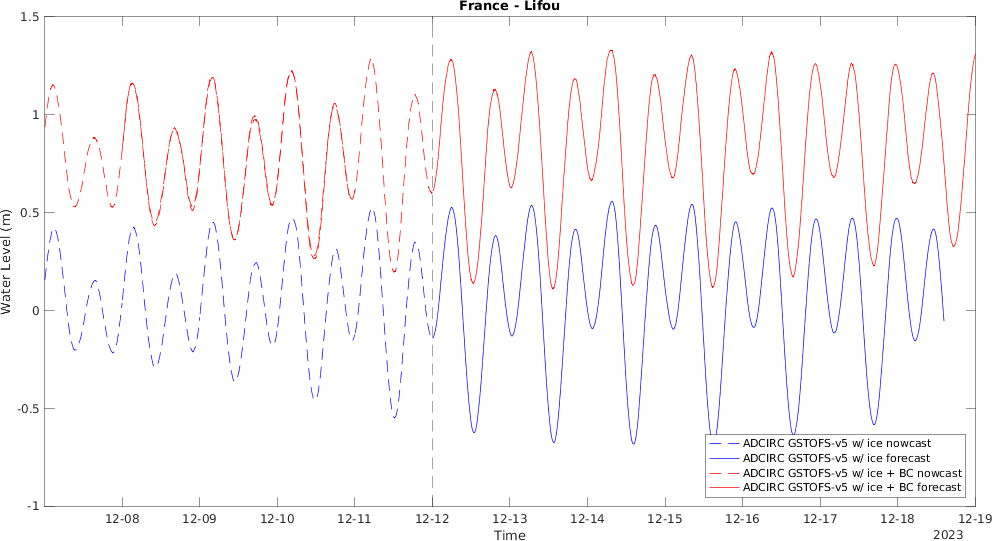 France - Lifou
1.5
1
0.5
0
-0.5
-1
Water Level (m)
ADCIRC GSTOFS-v5 w/ ice nowcast
ADCIRC GSTOFS-v5 w/ ice forecast
ADCIRC GSTOFS-v5 w/ ice + BC nowcast
ADCIRC GSTOFS-v5 w/ ice + BC forecast
12-08 12-09 12-10 12-11 12-12 12-13 12-14 12-15 12-16 12-17 12-18 12-19
Time
2023